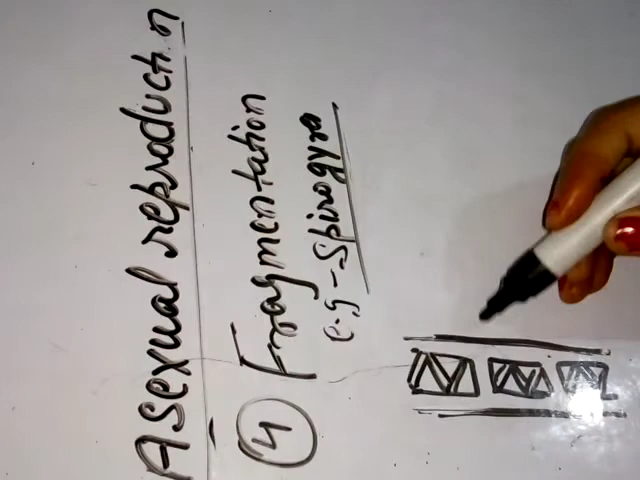 Asexual reproduction
④ Fragmentation
e.g - Spirogyra